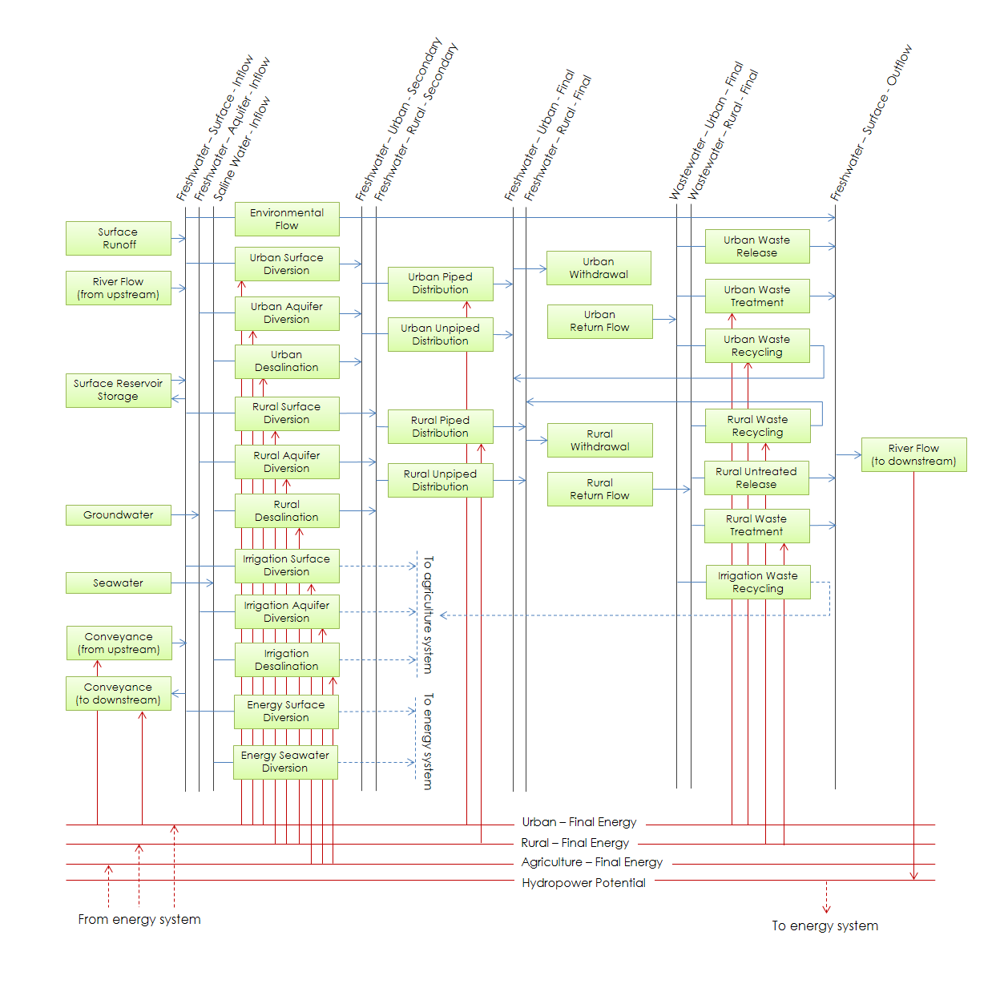 Freshwater – Surface - Inflow
Freshwater – Aquifer - Inflow
Saline Water - Inflow
Freshwater – Urban - Secondary
Freshwater – Rural - Secondary
Freshwater – Urban - Final
Freshwater – Rural - Final
Wastewater – Urban – Final
Wastewater – Rural - Final
Freshwater – Surface - Outflow
Surface
Runoff
River Flow
(from upstream)
Surface Reservoir
Storage
Groundwater
Seawater
Conveyance
(from upstream)
Conveyance
(to downstream)
Environmental
Flow
Urban Surface
Diversion
Urban Aquifer
Diversion
Urban
Desalination
Rural Surface
Diversion
Rural Aquifer
Diversion
Rural
Desalination
Irrigation Surface
Diversion
Irrigation Aquifer
Diversion
Irrigation
Desalination
Energy Surface
Diversion
Energy Seawater
Diversion
Urban Piped
Distribution
Urban Unpiped
Distribution
Rural Piped
Distribution
Rural Unpiped
Distribution
To agriculture system
To energy system
Urban
Withdrawal
Urban
Return Flow
Rural
Withdrawal
Rural
Return Flow
Urban Waste
Release
Urban Waste
Treatment
Urban Waste
Recycling
Rural Waste
Recycling
Rural Untreated
Release
Rural Waste
Treatment
Irrigation Waste
Recycling
River Flow
(to downstream)
Urban – Final Energy
Rural – Final Energy
Agriculture – Final Energy
Hydropower Potential
From energy system
To energy system